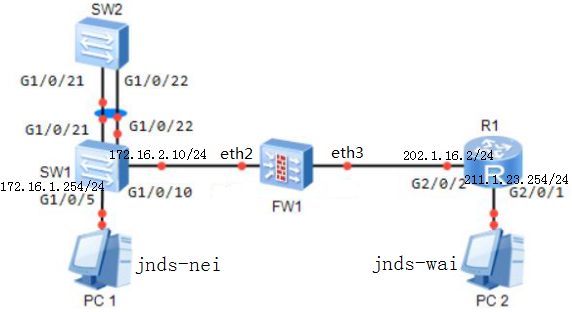 SW2
G1/0/21
G1/0/22
G1/0/21
G1/0/22
R1
172.16.2.10/24
eth2
eth3
202.1.16.2/24
SW1
172.16.1.254/24
G1/0/5
G1/0/10
FW1
G2/0/2
211.1.23.254/24
G2/0/1
jnds-nei
jnds-wai
PC 1
PC 2